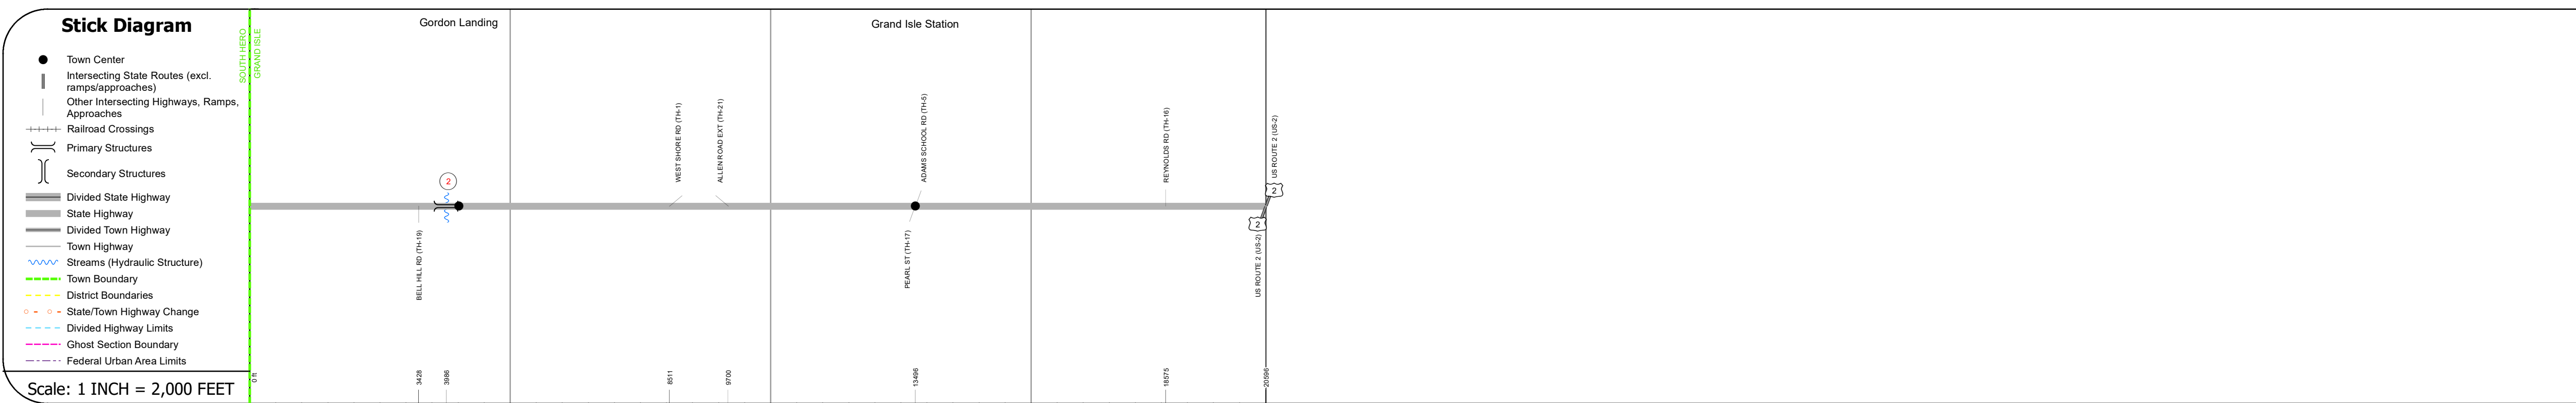 Stick Diagram
Town Center
Intersecting State Routes (excl.
ramps/approaches)
Other Intersecting Highways, Ramps,
Approaches
Railroad Crossings
Primary Structures
Secondary Structures
Divided State Highway
State Highway
Divided Town Highway
Town Highway
Streams (Hydraulic Structure)
Town Boundary
District Boundaries
State/Town Highway Change
Divided Highway Limits
Ghost Section Boundary
Federal Urban Area Limits
Scale: 1 INCH = 2,000 FEET
SOUTH HERO
GRAND ISLE
Gordon Landing
Grand Isle Station
WEST SHORE RD (TH-1)
ALLEN ROAD EXT (TH-21)
ADAMS SCHOOL RD (TH-5)
REYNOLDS RD (TH-16)
US ROUTE 2 (US-2)
2
2
2
BELL HILL RD (TH-19)
PEARL ST (TH-17)
US ROUTE 2 (US-2)
0 ft
3428
3986
8511
9700
13496
18575
20596